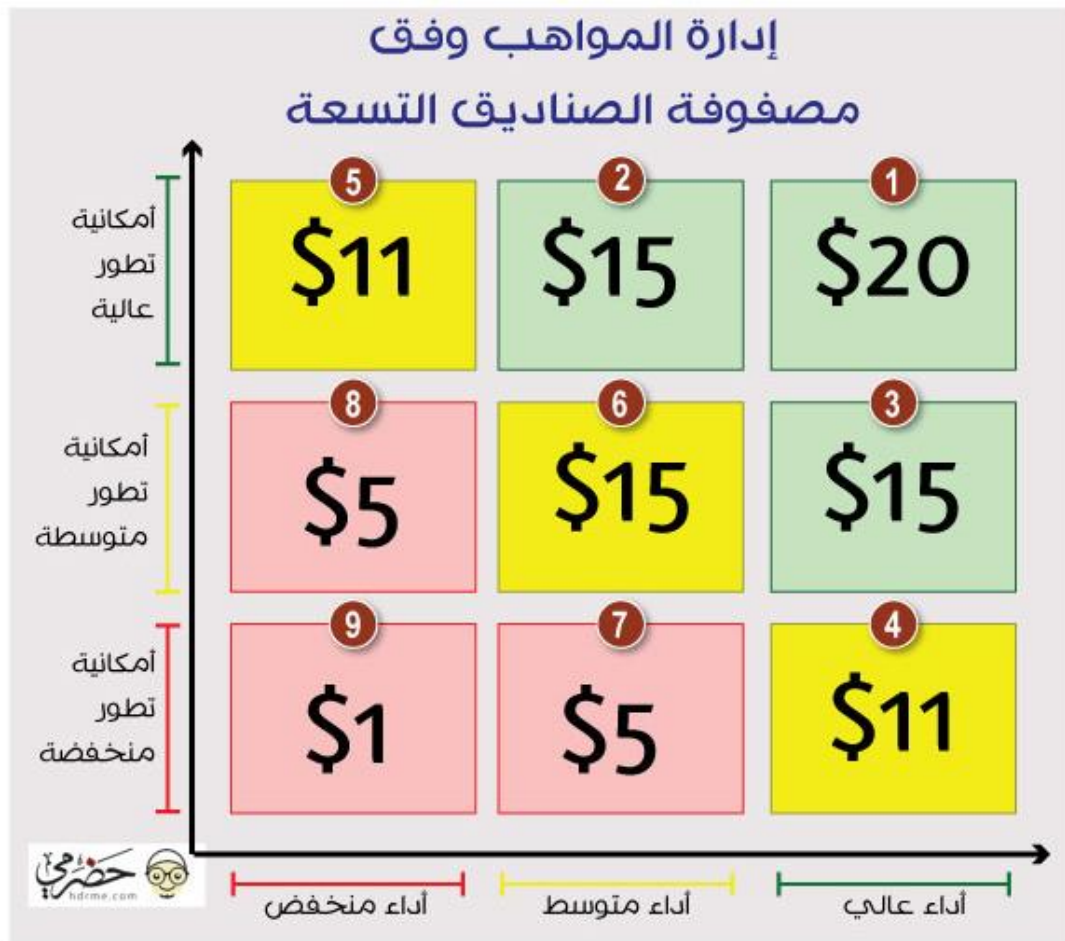 إدارة المواهب وفق
مصفوفة الصناديق التسعة
أمكانية
تطور
عالية
1
$20
2
$15
5
$11
أمكانية
تطور
متوسطة
3
$15
6
$15
8
$5
أمكانية
تطور
منخفضة
4
$11
7
$5
9
$1
أداء عالي
أداء متوسط
أداء منخفض
حضرمي
hdrme.com